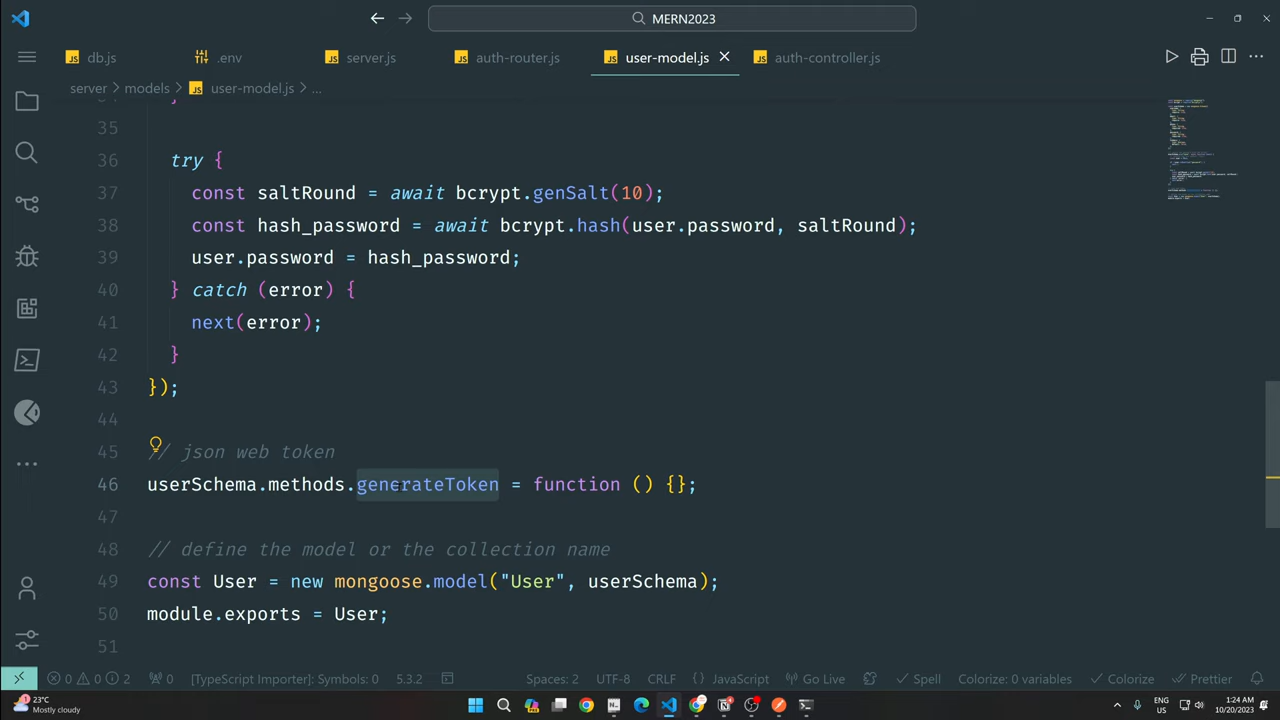 MERN2023
db.js
.env
server.js
auth-router.js
user-model.js
auth-controller.js
server
models
user-model.js
...
35
36 try {
37 const saltRound = await bcrypt.genSalt(10);
38 const hash_password = await bcrypt.hash(user.password, saltRound);
39 user.password = hash_password;
40 } catch (error) {
41 next(error);
42 }
43 });
44
45 // json web token
46 userSchema.methods.generateToken = function () {};
47
48 // define the model or the collection name
49 const User = new mongoose.model("User", userSchema);
50 module.exports = User;
51
0 0 2 0 [TypeScript Importer]: Symbols: 0 5.3.2 Spaces: 2 UTF-8 CRLF {} JavaScript Go Live Spell Colorize: 0 variables Colorize Prettier
23°C
Mostly cloudy
ENG
US
1:24 AM
10/20/2023